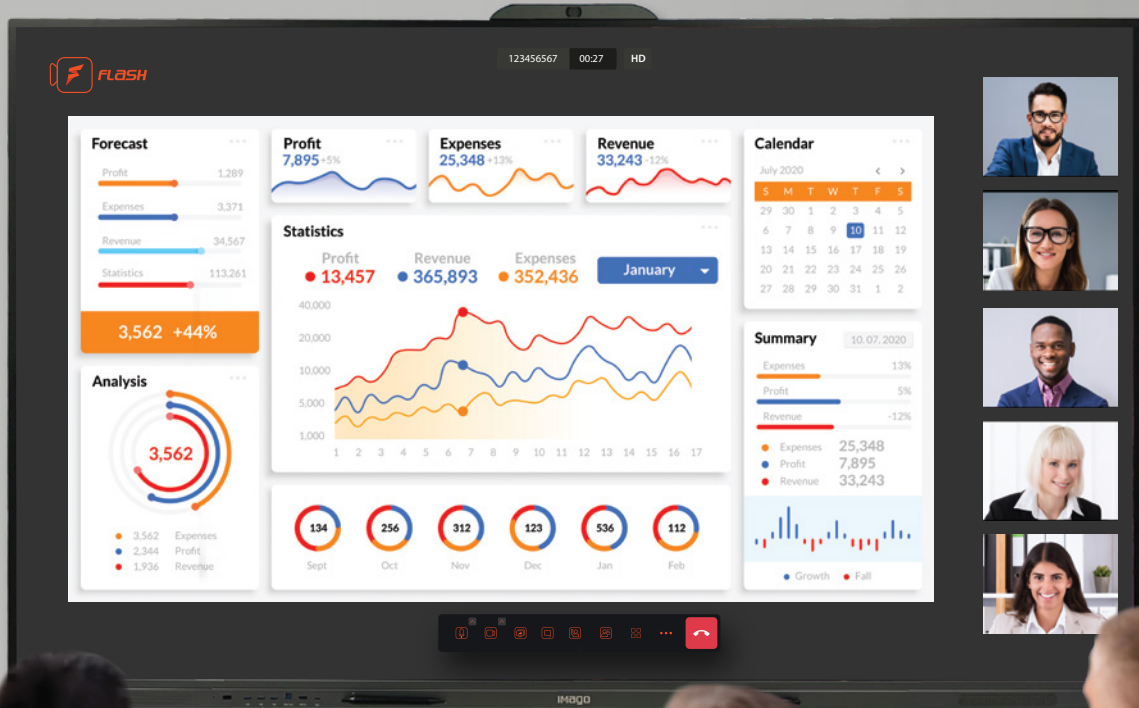 FLASH
123456567 00:27 HD
Forecast
Profit 1,289
Expenses 3,371
Revenue 34,567
Statistics 113,261
3,562 +44%
Analysis
3,562
3,562 Expenses
2,344 Profit
1,936 Revenue
Profit
7,895 +5%
Expenses
25,348 +13%
Revenue
33,243 -12%
Statistics
Profit Revenue Expenses
13,457 365,893 352,436 January
40,000
20,000
10,000
5,000
1,000
1 2 3 4 5 6 7 8 9 10 11 12 13 14 15 16 17
134 256 312 123 536 112
Sept Oct Nov Dec Jan Feb
Calendar
July 2020 < >
S M T W T F S
29 30 1 2 3 4 5
6 7 8 9 10 11 12
13 14 15 16 17 18 19
20 21 22 23 24 25 26
27 28 29 30 31 1 2
Summary 10. 07. 2020
Expenses 13%
Profit 5%
Revenue -12%
Expenses 25,348
Profit 7,895
Revenue 33,243
Growth Fall
IMAGO